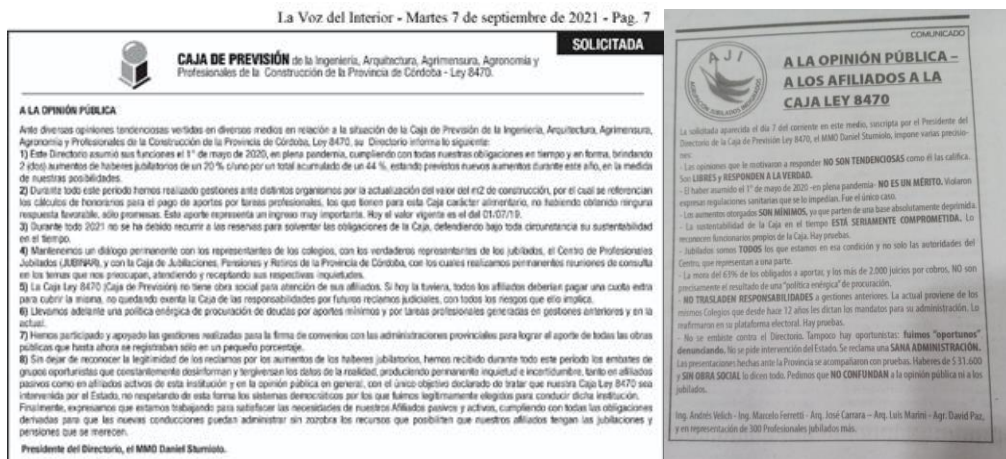 La Voz del Interior - Martes 7 de septiembre de 2021 - Pag. 7
SOLICITADA
CAJA DE PREVISIÓN de la Ingeniería, Arquitectura, Agrimensura, Agronomía y
Profesionales de la Construcción de la Provincia de Córdoba - Ley 8470.
A LA OPINIÓN PÚBLICA
Ante diversas opiniones tendenciosas vertidas en diversos medios en relación a la situación de la Caja de Previsión de la Ingeniería, Arquitectura, Agrimensura,
Agronomía y Profesionales de la Construcción de la Provincia de Córdoba, Ley 8470, su Directorio informa lo siguiente:
1) Este Directorio asumió sus funciones el 1° de mayo de 2020, en plena pandemia, cumpliendo con todas nuestras obligaciones en tiempo y en forma, brindando
2 (dos) aumentos de haberes jubilatorios de un 20 % c/uno por un total acumulado de un 44 %, estando previstos nuevos aumentos durante este año, en la medida
de nuestras posibilidades.
2) Durante todo este período hemos realizado gestiones ante distintos organismos por la actualización del valor del m2 de construcción, por el cual se referencian
los cálculos de honorarios para el pago de aportes por tareas profesionales, los que tienen para esta Caja carácter alimentario, no habiendo obtenido ninguna
respuesta favorable, sólo promesas. Este aporte representa un ingreso muy importante. Hoy el valor vigente es el del 01/07/19.
3) Durante todo 2021 no se ha debido recurrir a las reservas para solventar las obligaciones de la Caja, defendiendo bajo toda circunstancia su sustentabilidad
en el tiempo.
4) Mantenemos un diálogo permanente con los representantes de los colegios, con los verdaderos representantes de los jubilados, el Centro de Profesionales
Jubilados (JUBINAR), y con la Caja de Jubilaciones, Pensiones y Retiros de la Provincia de Córdoba, con los cuales realizamos permanentes reuniones de consulta
en los temas que nos preocupan, atendiendo y receptando sus respectivas inquietudes.
5) La Caja Ley 8470 (Caja de Previsión) no tiene obra social para atención de sus afiliados. Si hoy la tuviera, todos los afiliados deberían pagar una cuota extra
para cubrir la misma, no quedando exenta la Caja de las responsabilidades por futuros reclamos judiciales, con todos los riesgos que ello implica.
6) Llevamos adelante una política enérgica de procuración de deudas por aportes mínimos y por tareas profesionales generadas en gestiones anteriores y en la
actual.
7) Hemos participado y apoyado las gestiones realizadas para la firma de convenios con las administraciones provinciales para lograr el aporte de todas las obras
públicas que hasta ahora se registraban sólo en un pequeño porcentaje.
8) Sin dejar de reconocer la legitimidad de los reclamos por los aumentos de los haberes jubilatorios, hemos recibido durante todo este período los embates de
grupos oportunistas que constantemente desinforman y tergiversan los datos de la realidad, produciendo permanente inquietud e incertidumbre, tanto en afiliados
pasivos como en afiliados activos de esta institución y en la opinión pública en general, con el único objetivo declarado de tratar que nuestra Caja Ley 8470 sea
intervenida por el Estado, no respetando de esta forma los sistemas democráticos por los que fuimos legítimamente elegidos para conducir dicha institución.
Finalmente, expresamos que estamos trabajando para satisfacer las necesidades de nuestros Afiliados pasivos y activos, cumpliendo con todas las obligaciones
derivadas para que las nuevas conducciones puedan administrar sin zozobra los recursos que posibiliten que nuestros afiliados tengan las jubilaciones y
pensiones que se merecen.
Presidente del Directorio, el MMO Daniel Sturniolo.
COMUNICADO
AJI
AGRUPACIÓN JUBILADOS INDIGNADOS
A LA OPINIÓN PÚBLICA –
A LOS AFILIADOS A LA
CAJA LEY 8470
La solicitada aparecida el día 7 del corriente en este medio, suscripta por el Presidente del
Directorio de la Caja de Previsión Ley 8470, el MMO Daniel Sturniolo, impone varias precisio-
nes:
- Las opiniones que lo motivaron a responder NO SON TENDENCIOSAS como él las califica.
Son LIBRES y RESPONDEN A LA VERDAD.
- El haber asumido el 1° de mayo de 2020 -en plena pandemia- NO ES UN MÉRITO. Violaron
expresas regulaciones sanitarias que se lo impedían. Fue el único caso.
- Los aumentos otorgados SON MÍNIMOS, ya que parten de una base absolutamente deprimida.
- La sustentabilidad de la Caja en el tiempo ESTÁ SERIAMENTE COMPROMETIDA. Lo
reconocen funcionarios propios de la Caja. Hay pruebas.
- Jubilados somos TODOS los que estamos en esa condición y no solo las autoridades del
Centro, que representan a una parte.
- La mora del 63% de los obligados a aportar, y los más de 2.000 juicios por cobros, NO son
precisamente el resultado de una "política enérgica" de procuración.
- NO TRASLADEN RESPONSABILIDADES a gestiones anteriores. La actual proviene de los
mismos Colegios que desde hace 12 años les dictan los mandatos para su administración. Lo
reafirmaron en su plataforma electoral. Hay pruebas.
- No se embiste contra el Directorio. Tampoco hay oportunistas: fuimos "oportunos"
denunciando. No se pide intervención del Estado. Se reclama una SANA ADMINISTRACIÓN.
Las presentaciones hechas ante la Provincia se acompañaron con pruebas. Haberes de $31.600
y SIN OBRA SOCIAL lo dicen todo. Pedimos que NO CONFUNDAN a la opinión pública ni a los
jubilados.
Ing. Andrés Velich - Ing. Marcelo Ferretti - Arq. José Carrara - Arq. Luis Marini - Agr. David Paz,
y en representación de 300 Profesionales jubilados más.